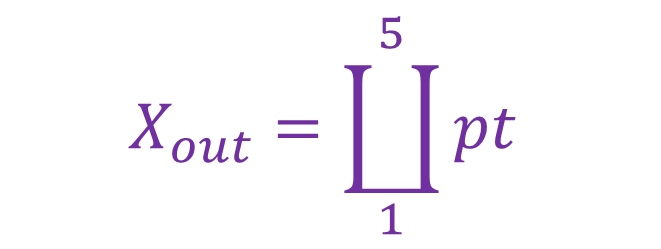 5
X_out = ∐ pt
1